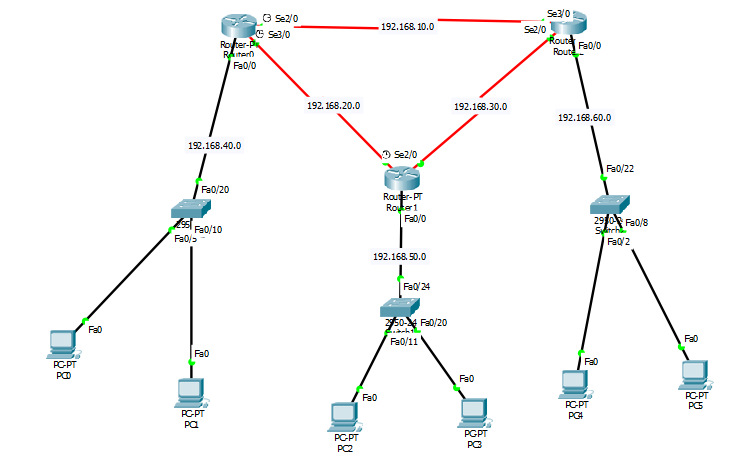 Se2/0
Se3/0
Fa0/0
192.168.10.0
Se3/0
Se2/0
Router
Fa0/0
192.168.20.0
192.168.30.0
192.168.40.0
192.168.60.0
Se2/0
Router-PT
Router1
Fa0/0
Fa0/20
Fa0/10
Fa0/22
Fa0/8
Fa0/2
192.168.50.0
Fa0/24
Fa0/20
Fa0/11
Fa0
PC-PT
PC0
Fa0
PC-PT
PC1
Fa0
PC-PT
PC2
Fa0
PC-PT
PC3
Fa0
PC-PT
PC4
Fa0
PC-PT
PC5